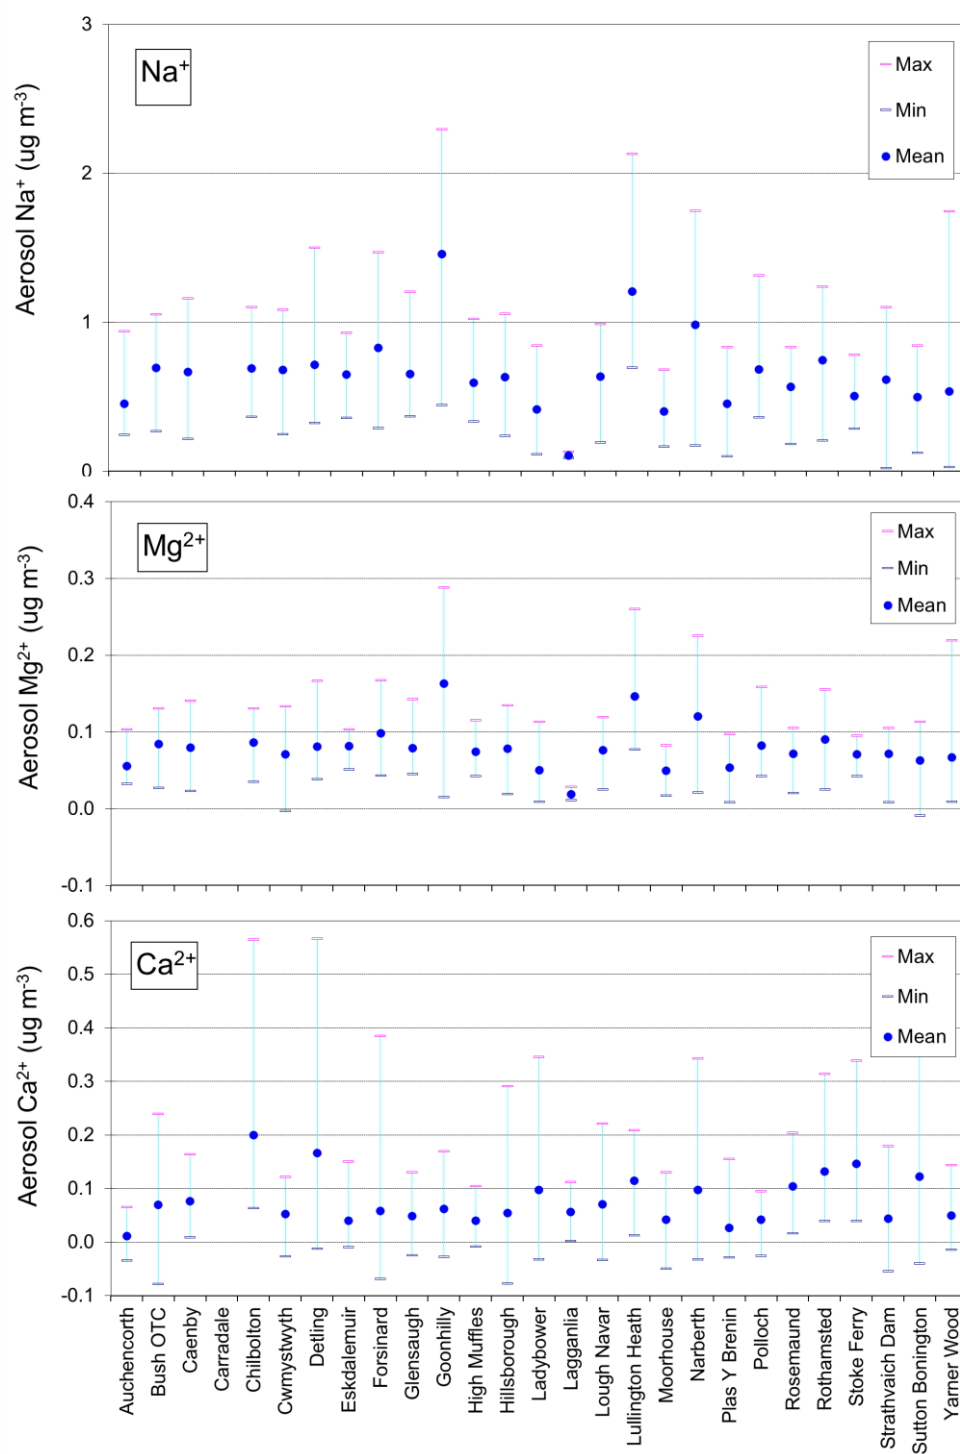 3
2
1
0
Aerosol Na⁺ (ug m⁻³)
Na⁺
Max
Min
Mean
0.4
0.3
0.2
0.1
0.0
-0.1
Aerosol Mg²⁺ (ug m⁻³)
Mg²⁺
Max
Min
Mean
0.6
0.5
0.4
0.3
0.2
0.1
0.0
-0.1
Aerosol Ca²⁺ (ug m⁻³)
Ca²⁺
Max
Min
Mean
Auchencorth
Bush OTC
Caenby
Carradale
Chilbolton
Cwmystwyth
Detling
Eskdalemuir
Forsinard
Glensaugh
Goonhilly
High Muffles
Hillsborough
Ladybower
Lagganlia
Lough Navar
Lullington Heath
Moorhouse
Narberth
Plas Y Brenin
Polloch
Rosemaund
Rothamsted
Stoke Ferry
Strathvaich Dam
Sutton Bonington
Yarner Wood